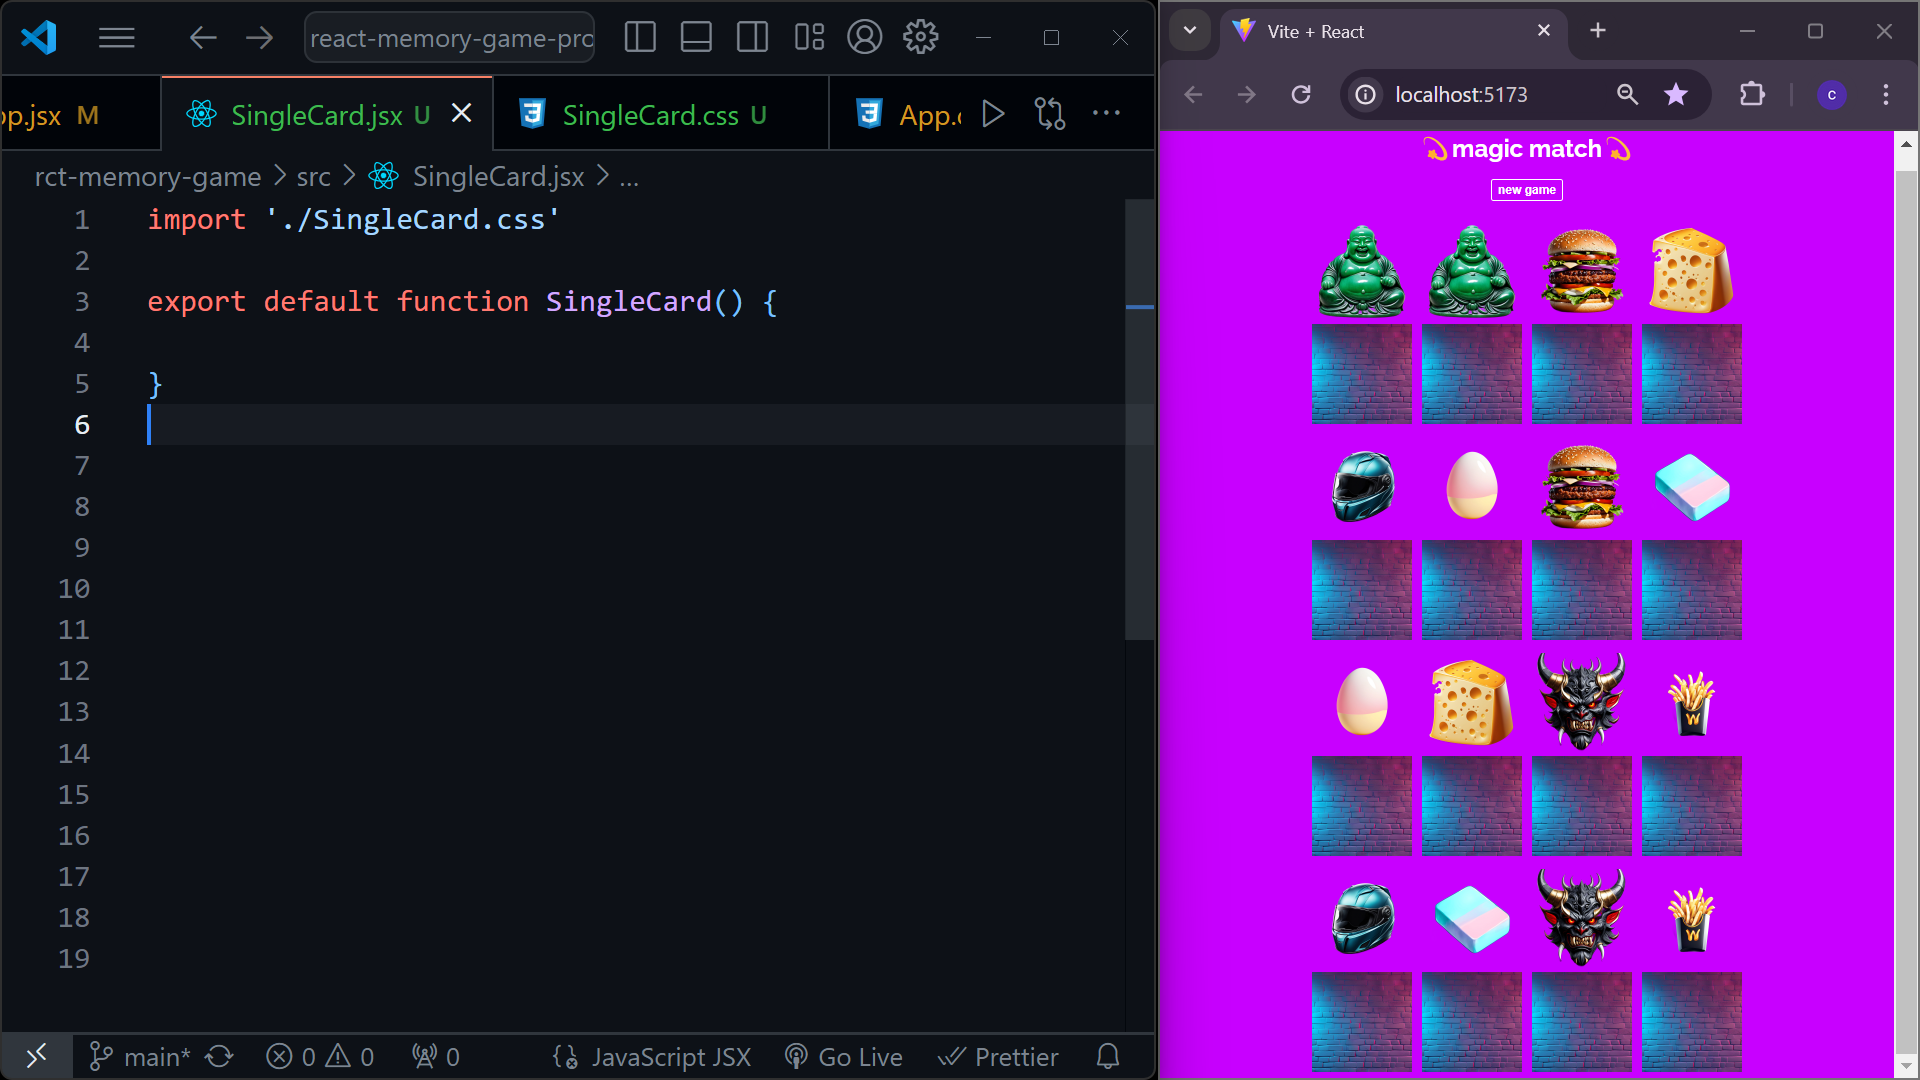 react-memory-game-pro
pp.jsx M
SingleCard.jsx U
SingleCard.css U
App.c
rct-memory-game > src > SingleCard.jsx > ...
1 import './SingleCard.css'
2
3 export default function SingleCard() {
4
5 }
6
7
8
9
10
11
12
13
14
15
16
17
18
19
main* 0 0 0 JavaScript JSX Go Live Prettier
Vite + React
localhost:5173
c
magic match
new game
W
W